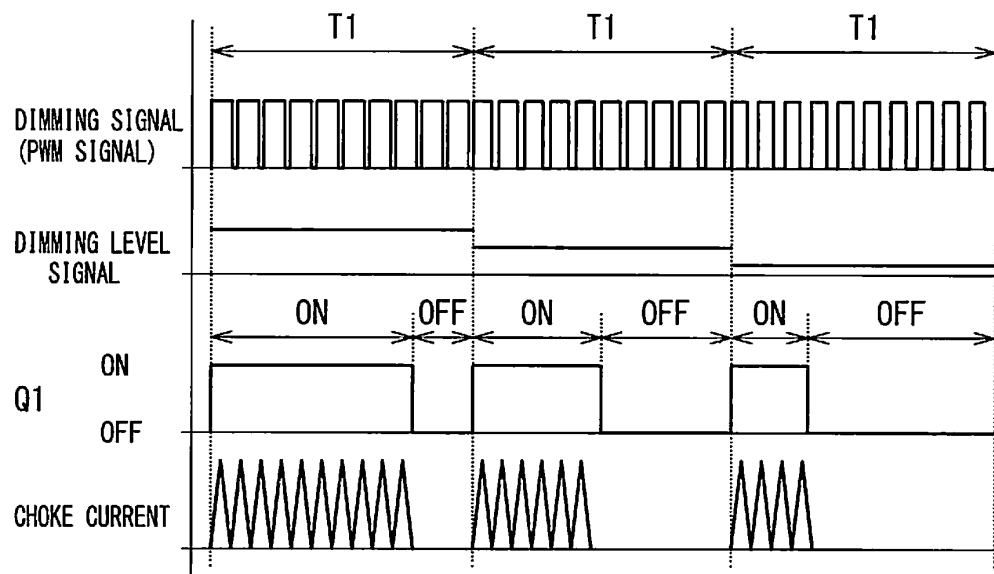 T1 T1 T1
DIMMING SIGNAL
(PWM SIGNAL)
DIMMING LEVEL
SIGNAL
ON OFF ON OFF ON OFF
ON
Q1
OFF
CHOKE CURRENT